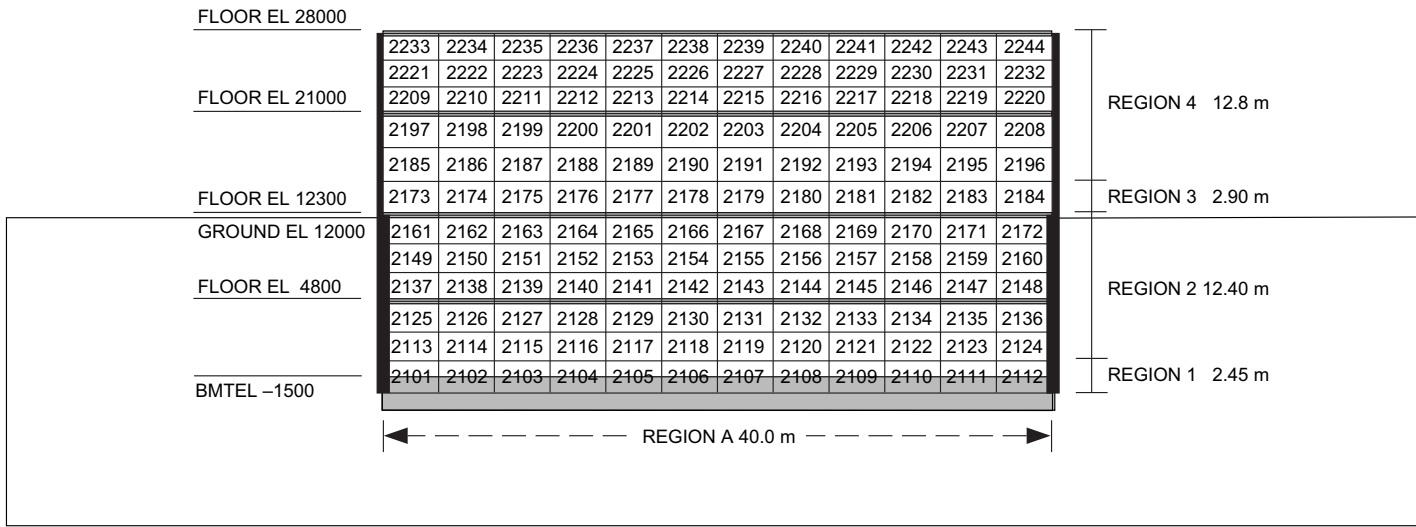 FLOOR EL 28000
2233 2234 2235 2236 2237 2238 2239 2240 2241 2242 2243 2244
2221 2222 2223 2224 2225 2226 2227 2228 2229 2230 2231 2232
FLOOR EL 21000 2209 2210 2211 2212 2213 2214 2215 2216 2217 2218 2219 2220 REGION 4 12.8 m
2197 2198 2199 2200 2201 2202 2203 2204 2205 2206 2207 2208
2185 2186 2187 2188 2189 2190 2191 2192 2193 2194 2195 2196
FLOOR EL 12300 2173 2174 2175 2176 2177 2178 2179 2180 2181 2182 2183 2184 REGION 3 2.90 m
GROUND EL 12000 2161 2162 2163 2164 2165 2166 2167 2168 2169 2170 2171 2172
2149 2150 2151 2152 2153 2154 2155 2156 2157 2158 2159 2160
FLOOR EL 4800 2137 2138 2139 2140 2141 2142 2143 2144 2145 2146 2147 2148 REGION 2 12.40 m
2125 2126 2127 2128 2129 2130 2131 2132 2133 2134 2135 2136
2113 2114 2115 2116 2117 2118 2119 2120 2121 2122 2123 2124
2101 2102 2103 2104 2105 2106 2107 2108 2109 2110 2111 2112 REGION 1 2.45 m
BMTEL –1500
REGION A 40.0 m